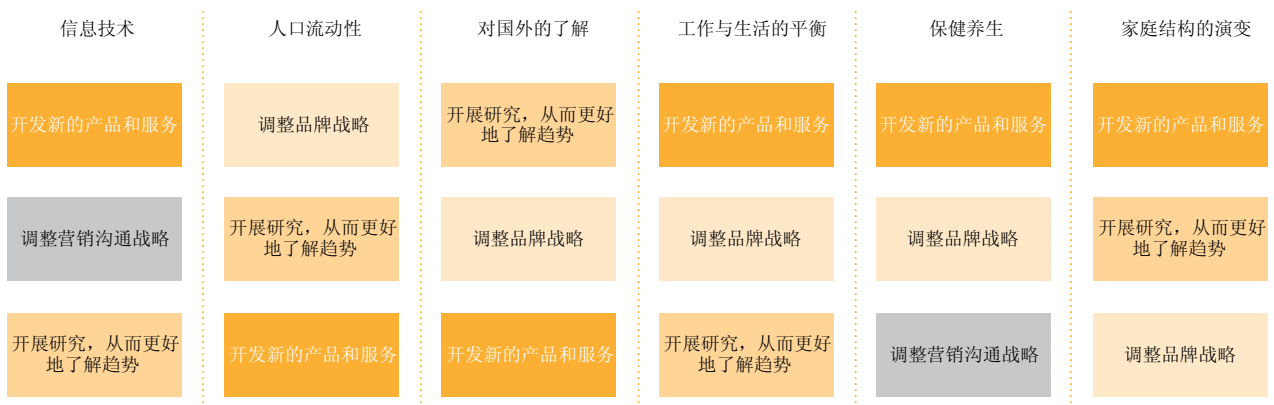 信息技术
人口流动性
对国外的了解
工作与生活的平衡
保健养生
家庭结构的演变
开发新的产品和服务
调整品牌战略
开展研究，从而更好
地了解趋势
开发新的产品和服务
开发新的产品和服务
开发新的产品和服务
调整营销沟通战略
开展研究，从而更好
地了解趋势
调整品牌战略
调整品牌战略
调整品牌战略
开展研究，从而更好
地了解趋势
开展研究，从而更好
地了解趋势
开发新的产品和服务
开发新的产品和服务
开展研究，从而更好
地了解趋势
调整营销沟通战略
调整品牌战略